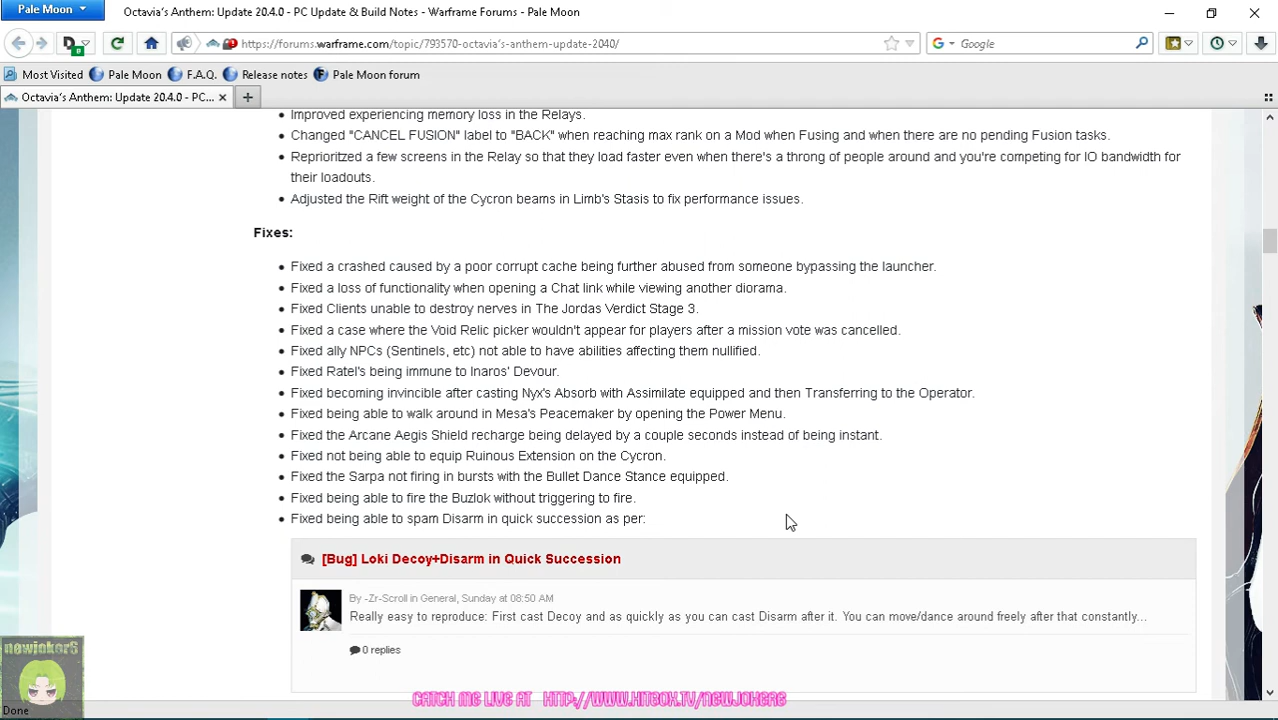 Pale Moon
Octavia's Anthem: Update 20.4.0 - PC Update & Build Notes - Warframe Forums - Pale Moon
https://forums.warframe.com/topic/793570-octavia's-anthem-update-2040/
Google
Most Visited Pale Moon F.A.Q. Release notes Pale Moon forum
Octavia's Anthem: Update 20.4.0 - PC...
Improved experiencing memory loss in the Relays.
Changed "CANCEL FUSION" label to "BACK" when reaching max rank on a Mod when Fusing and when there are no pending Fusion tasks.
Reprioritzed a few screens in the Relay so that they load faster even when there's a throng of people around and you're competing for IO bandwidth for
their loadouts.
Adjusted the Rift weight of the Cycron beams in Limb's Stasis to fix performance issues.
Fixes:
Fixed a crashed caused by a poor corrupt cache being further abused from someone bypassing the launcher.
Fixed a loss of functionality when opening a Chat link while viewing another diorama.
Fixed Clients unable to destroy nerves in The Jordas Verdict Stage 3.
Fixed a case where the Void Relic picker wouldn't appear for players after a mission vote was cancelled.
Fixed ally NPCs (Sentinels, etc) not able to have abilities affecting them nullified.
Fixed Ratel's being immune to Inaros' Devour.
Fixed becoming invincible after casting Nyx's Absorb with Assimilate equipped and then Transferring to the Operator.
Fixed being able to walk around in Mesa's Peacemaker by opening the Power Menu.
Fixed the Arcane Aegis Shield recharge being delayed by a couple seconds instead of being instant.
Fixed not being able to equip Ruinous Extension on the Cycron.
Fixed the Sarpa not firing in bursts with the Bullet Dance Stance equipped.
Fixed being able to fire the Buzlok without triggering to fire.
Fixed being able to spam Disarm in quick succession as per:
[Bug] Loki Decoy+Disarm in Quick Succession
By -Zr-Scroll in General, Sunday at 08:50 AM
Really easy to reproduce: First cast Decoy and as quickly as you can cast Disarm after it. You can move/dance around freely after that constantly...
0 replies
newjoker5
CATCH ME LIVE AT HTTP://WWW.HITBOX.TV/NEWJOKER5
Done